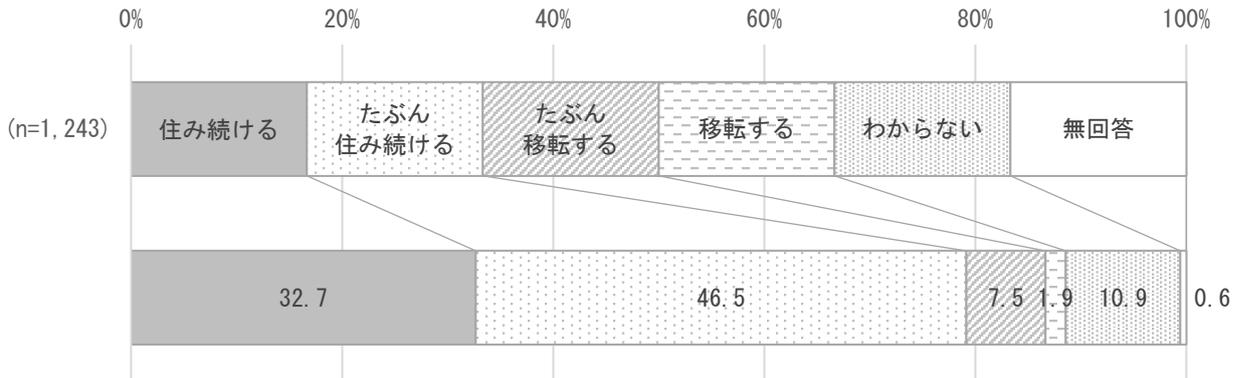 0% 20% 40% 60% 80% 100%
(n=1,243)
住み続ける
たぶん
住み続ける
たぶん
移転する
移転する
わからない
無回答
32.7 46.5 7.5 1.9 10.9 0.6